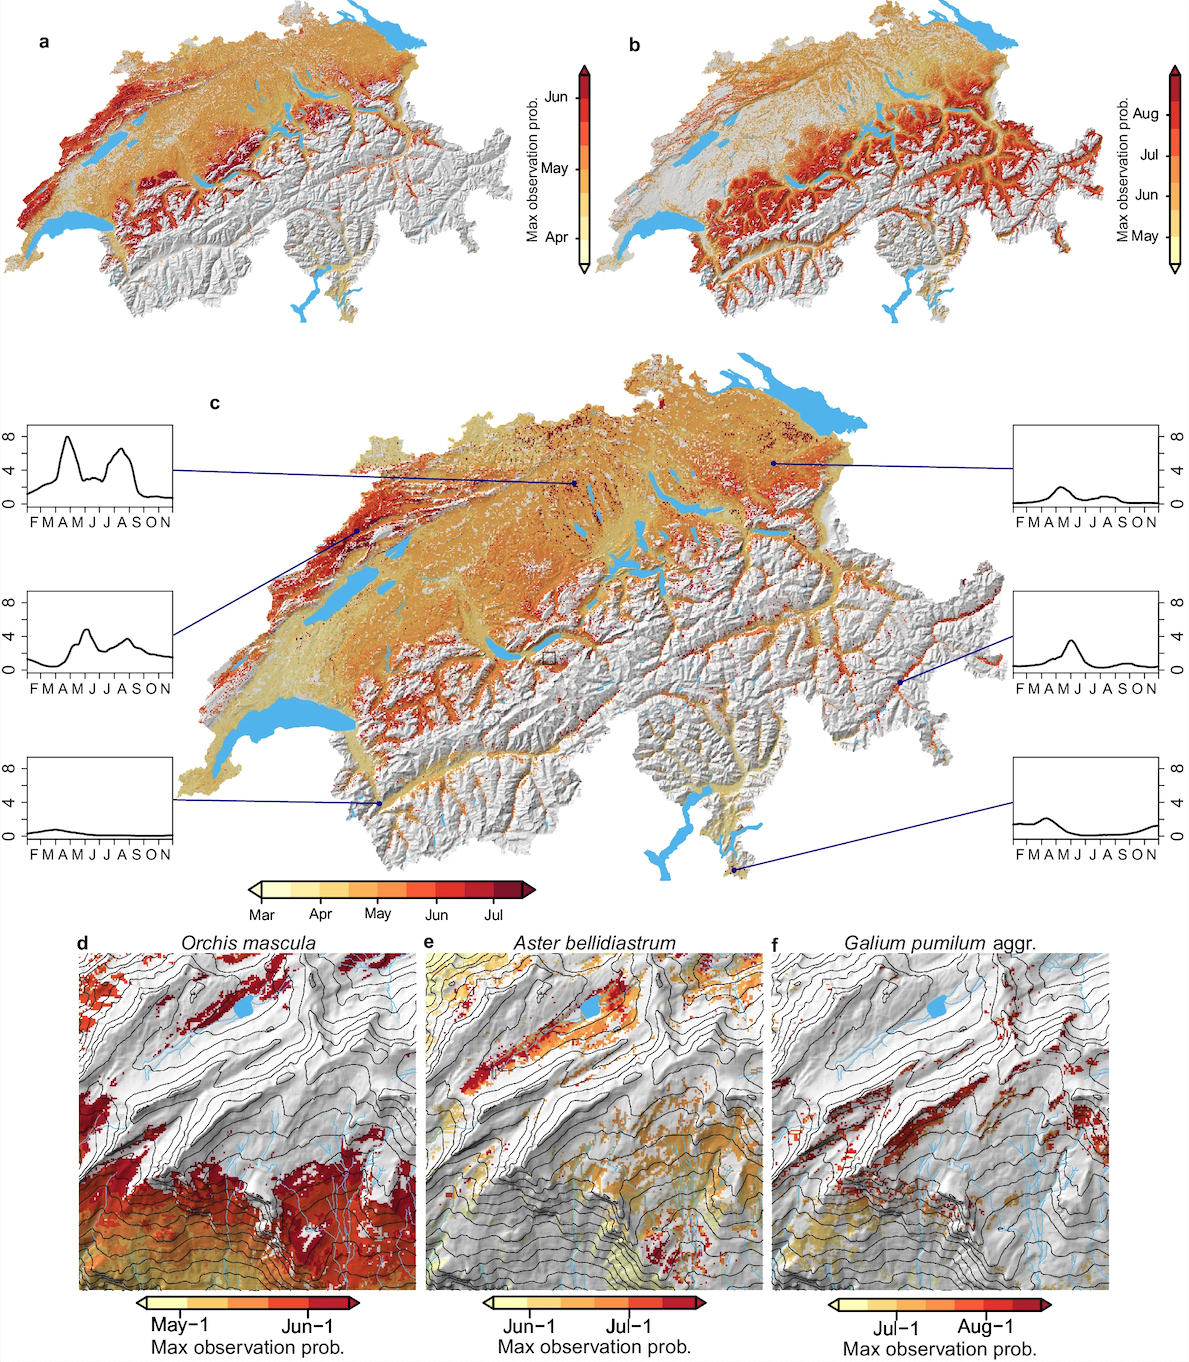 a
Jun
May
Apr
Max observation prob.
b
Aug
Jul
Jun
May
Max observation prob.
c
8
4
0
F M A M J J A S O N
8
4
0
F M A M J J A S O N
8
4
0
F M A M J J A S O N
8
4
0
F M A M J J A S O N
8
4
0
F M A M J J A S O N
8
4
0
F M A M J J A S O N
Mar Apr May Jun Jul
d Orchis mascula
e Aster bellidiastrum
f Galium pumilum aggr.
May-1 Jun-1
Max observation prob.
Jun-1 Jul-1
Max observation prob.
Jul-1 Aug-1
Max observation prob.